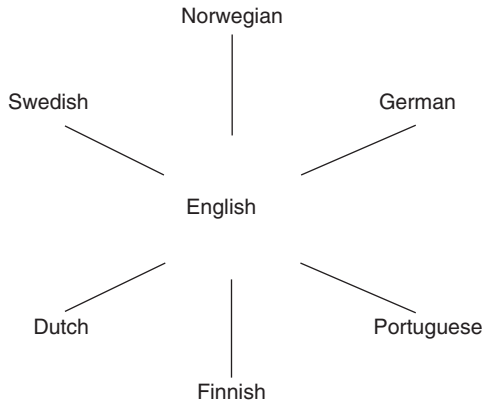 Norwegian
Swedish
German
English
Dutch
Portuguese
Finnish